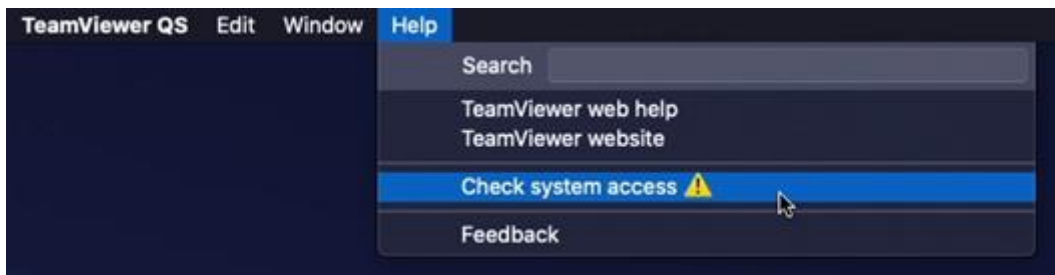 TeamViewer QS Edit Window Help
Search
TeamViewer web help
TeamViewer website
Check system access ⚠️
Feedback